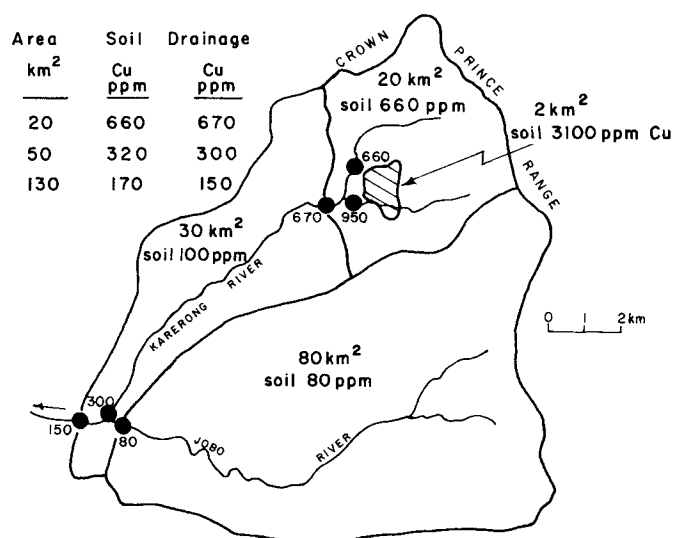 Area Soil Drainage
km² Cu ppm Cu ppm
20 660 670
50 320 300
130 170 150
CROWN PRINCE RANGE
20 km²
soil 660 ppm
2 km²
soil 3100 ppm Cu
660
670
950
30 km²
soil 100 ppm
KARERONG RIVER
0 1 2 km
80 km²
soil 80 ppm
300
150
80
JOBO RIVER